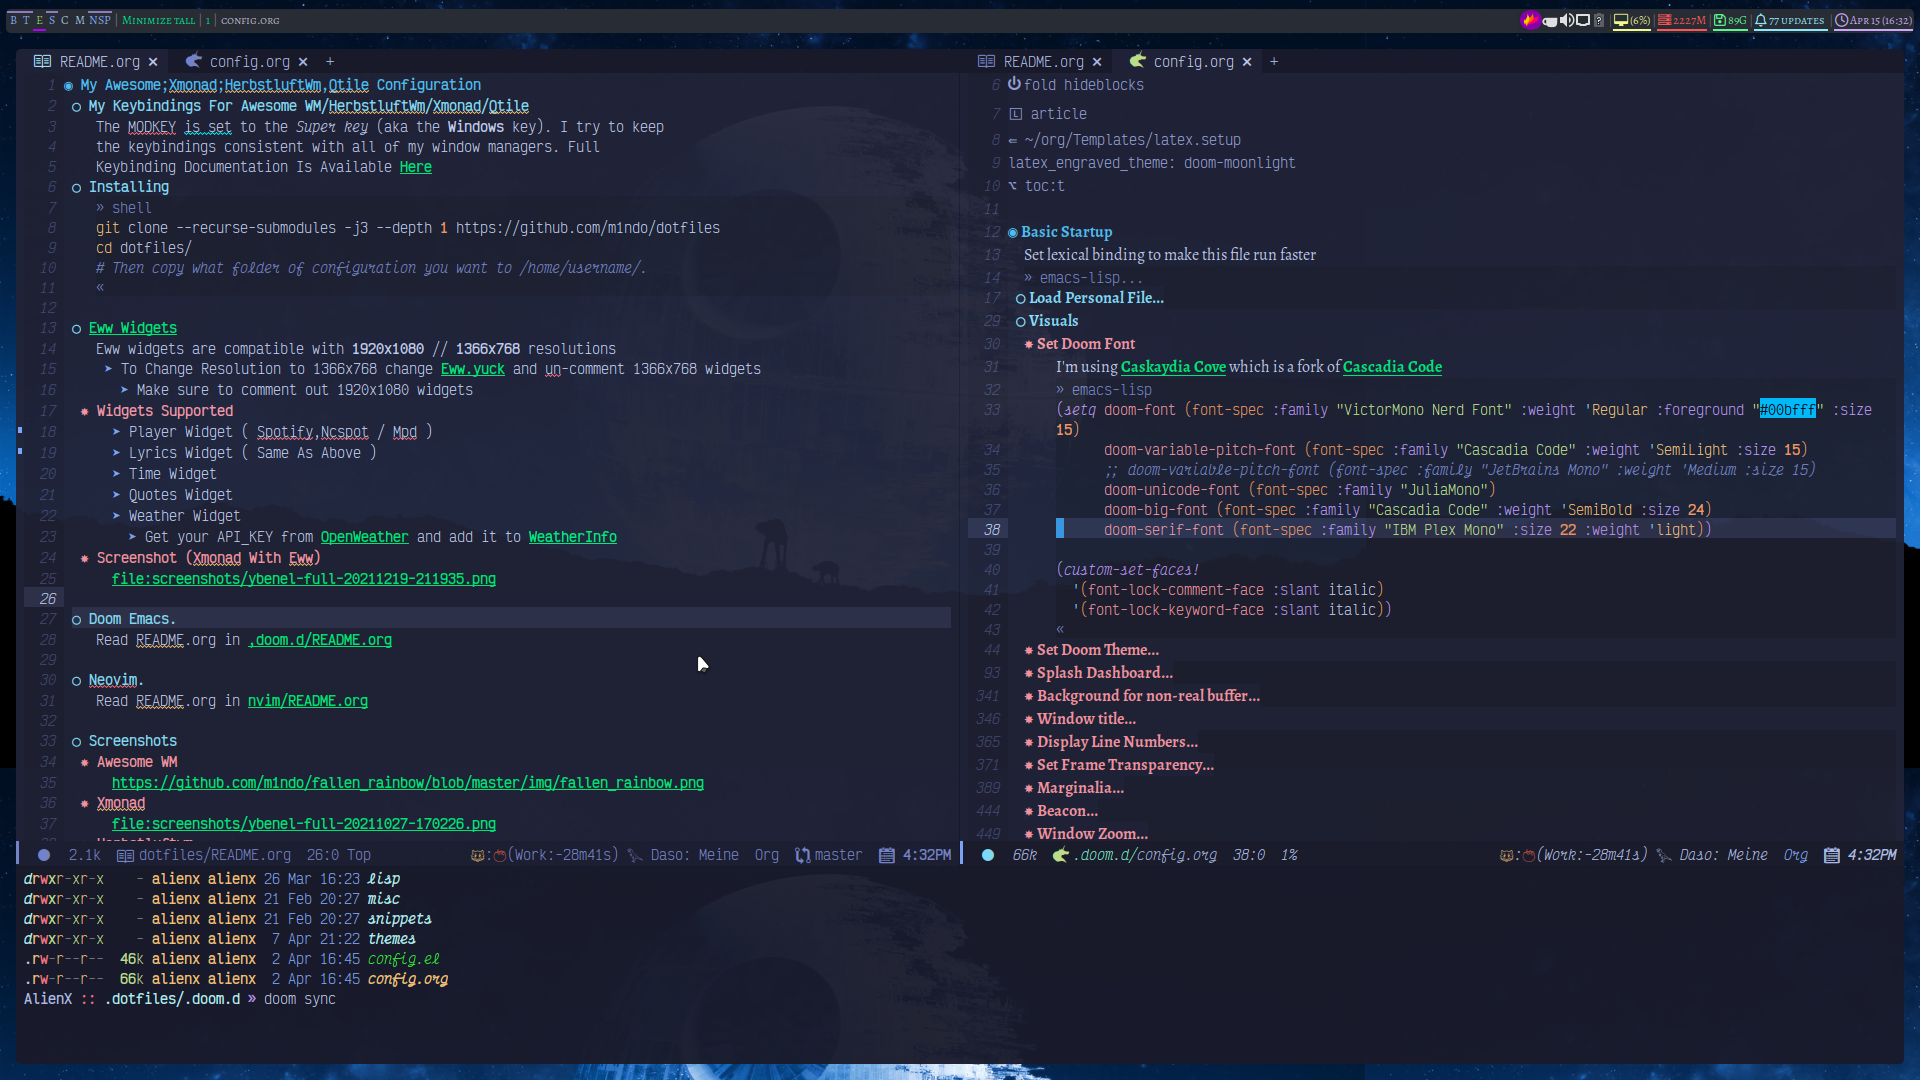 B T E S C M NSP | Minimize tall | 1 | config.org
(6%) 2227M 89G 77 updates Apr 15 (16:32)
README.org × config.org × +
1 ◉ My Awesome;Xmonad;HerbstluftWm,Qtile Configuration
2 ○ My Keybindings For Awesome WM/HerbstluftWm/Xmonad/Qtile
3 The MODKEY is set to the Super key (aka the Windows key). I try to keep
4 the keybindings consistent with all of my window managers. Full
5 Keybinding Documentation Is Available Here
6 ○ Installing
7 » shell
8 git clone --recurse-submodules -j3 --depth 1 https://github.com/m1ndo/dotfiles
9 cd dotfiles/
10 # Then copy what folder of configuration you want to /home/username/.
11 «
12
13 ○ Eww Widgets
14 Eww widgets are compatible with 1920x1080 // 1366x768 resolutions
15 ➤ To Change Resolution to 1366x768 change Eww.yuck and un-comment 1366x768 widgets
16 ➤ Make sure to comment out 1920x1080 widgets
17 ✸ Widgets Supported
18 ➤ Player Widget ( Spotify,Ncspot / Mpd )
19 ➤ Lyrics Widget ( Same As Above )
20 ➤ Time Widget
21 ➤ Quotes Widget
22 ➤ Weather Widget
23 ➤ Get your API_KEY from OpenWeather and add it to WeatherInfo
24 ✸ Screenshot (Xmonad With Eww)
25 file:screenshots/ybenel-full-20211219-211935.png
26
27 ○ Doom Emacs.
28 Read README.org in .doom.d/README.org
29
30 ○ Neovim.
31 Read README.org in nvim/README.org
32
33 ○ Screenshots
34 ✸ Awesome WM
35 https://github.com/m1ndo/fallen_rainbow/blob/master/img/fallen_rainbow.png
36 ✸ Xmonad
37 file:screenshots/ybenel-full-20211027-170226.png
2.1k dotfiles/README.org 26:0 Top (Work:-28m41s) Daso: Meine Org master 4:32PM
README.org × config.org × +
6 fold hideblocks
7 article
8 ⇐ ~/org/Templates/latex.setup
9 latex_engraved_theme: doom-moonlight
10 ⌥ toc:t
11
12 ◉ Basic Startup
13 Set lexical binding to make this file run faster
14 » emacs-lisp...
17 ○ Load Personal File...
29 ○ Visuals
30 ✸ Set Doom Font
31 I'm using Caskaydia Cove which is a fork of Cascadia Code
32 » emacs-lisp
33 (setq doom-font (font-spec :family "VictorMono Nerd Font" :weight 'Regular :foreground "#00bfff" :size
15)
34 doom-variable-pitch-font (font-spec :family "Cascadia Code" :weight 'SemiLight :size 15)
35 ;; doom-variable-pitch-font (font-spec :family "JetBrains Mono" :weight 'Medium :size 15)
36 doom-unicode-font (font-spec :family "JuliaMono")
37 doom-big-font (font-spec :family "Cascadia Code" :weight 'SemiBold :size 24)
38 doom-serif-font (font-spec :family "IBM Plex Mono" :size 22 :weight 'light))
39
40 (custom-set-faces!
41 '(font-lock-comment-face :slant italic)
42 '(font-lock-keyword-face :slant italic))
43 «
44 ✸ Set Doom Theme...
93 ✸ Splash Dashboard...
341 ✸ Background for non-real buffer...
346 ✸ Window title...
365 ✸ Display Line Numbers...
371 ✸ Set Frame Transparency...
389 ✸ Marginalia...
444 ✸ Beacon...
449 ✸ Window Zoom...
66k .doom.d/config.org 38:0 1% (Work:-28m41s) Daso: Meine Org 4:32PM
drwxr-xr-x - alienx alienx 26 Mar 16:23 lisp
drwxr-xr-x - alienx alienx 21 Feb 20:27 misc
drwxr-xr-x - alienx alienx 21 Feb 20:27 snippets
drwxr-xr-x - alienx alienx 7 Apr 21:22 themes
.rw-r--r-- 46k alienx alienx 2 Apr 16:45 config.el
.rw-r--r-- 66k alienx alienx 2 Apr 16:45 config.org
AlienX :: .dotfiles/.doom.d » doom sync